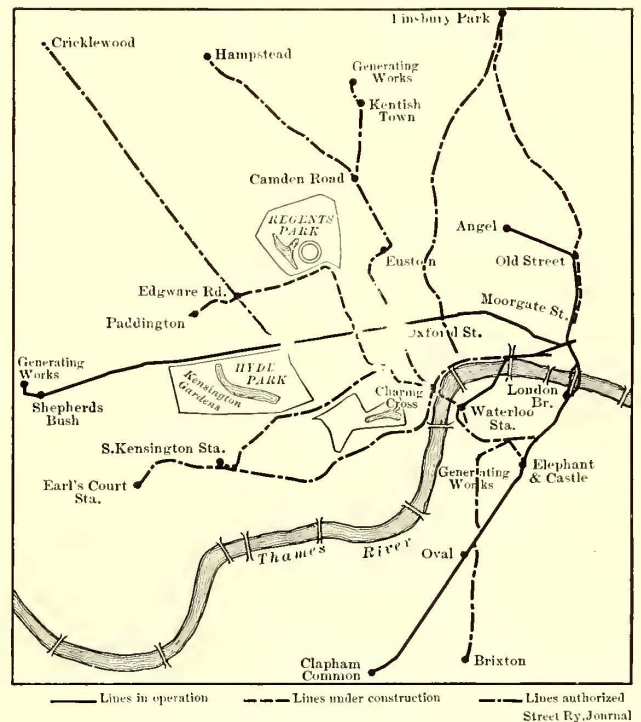 Finsbury Park
Cricklewood
Hampstead
Generating
Works
Kentish
Town
Camden Road
REGENTS
PARK
Angel
Euston
Old Street
Edgware Rd.
Moorgate St.
Paddington
Oxford St.
Generating
Works
Shepherds
Bush
HYDE
PARK
Kensington
Gardens
Charing
Cross
London
Br.
Waterloo
Sta.
S.Kensington Sta.
Earl's Court
Sta.
Generating
Works
Elephant
& Castle
Thames River
Oval
Clapham
Common
Brixton
Lines in operation
Lines under construction
Lines authorized
Street Ry. Journal